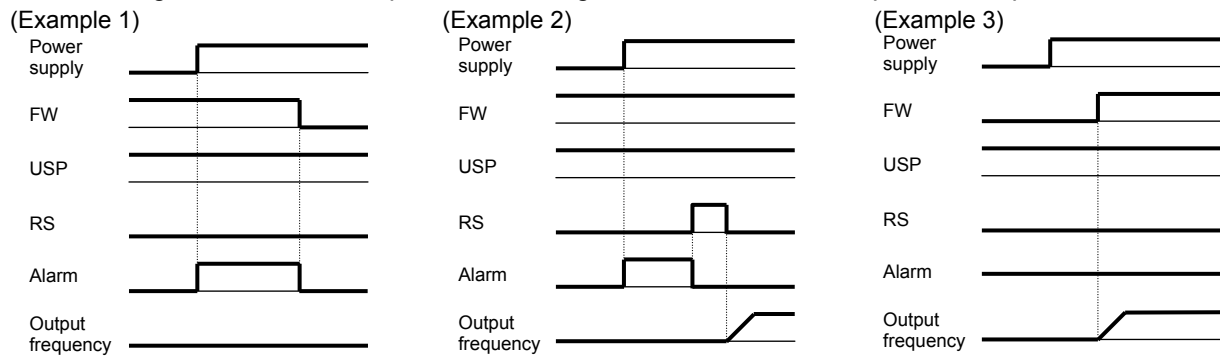 (Example 1)
Power
supply
FW
USP
RS
Alarm
Output
frequency
(Example 2)
Power
supply
FW
USP
RS
Alarm
Output
frequency
(Example 3)
Power
supply
FW
USP
RS
Alarm
Output
frequency